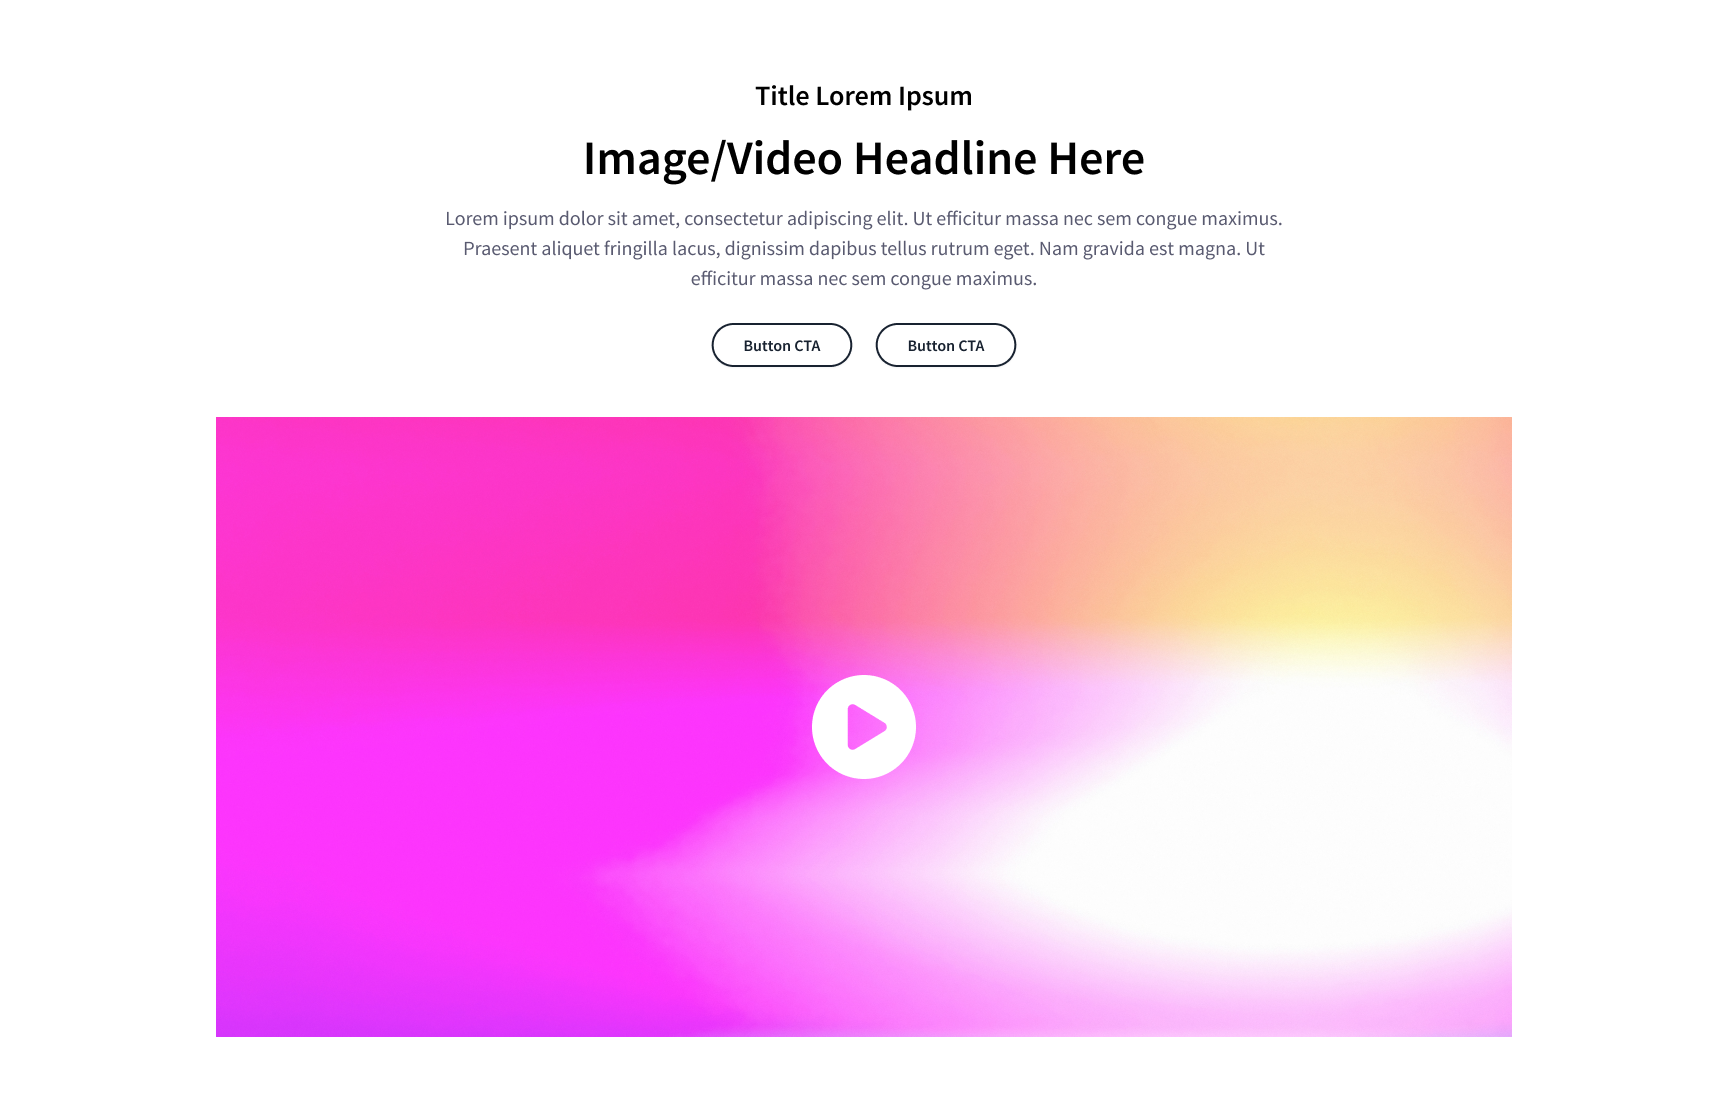 Title Lorem Ipsum
Image/Video Headline Here
Lorem ipsum dolor sit amet, consectetur adipiscing elit. Ut efficitur massa nec sem congue maximus.
Praesent aliquet fringilla lacus, dignissim dapibus tellus rutrum eget. Nam gravida est magna. Ut
efficitur massa nec sem congue maximus.
Button CTA
Button CTA